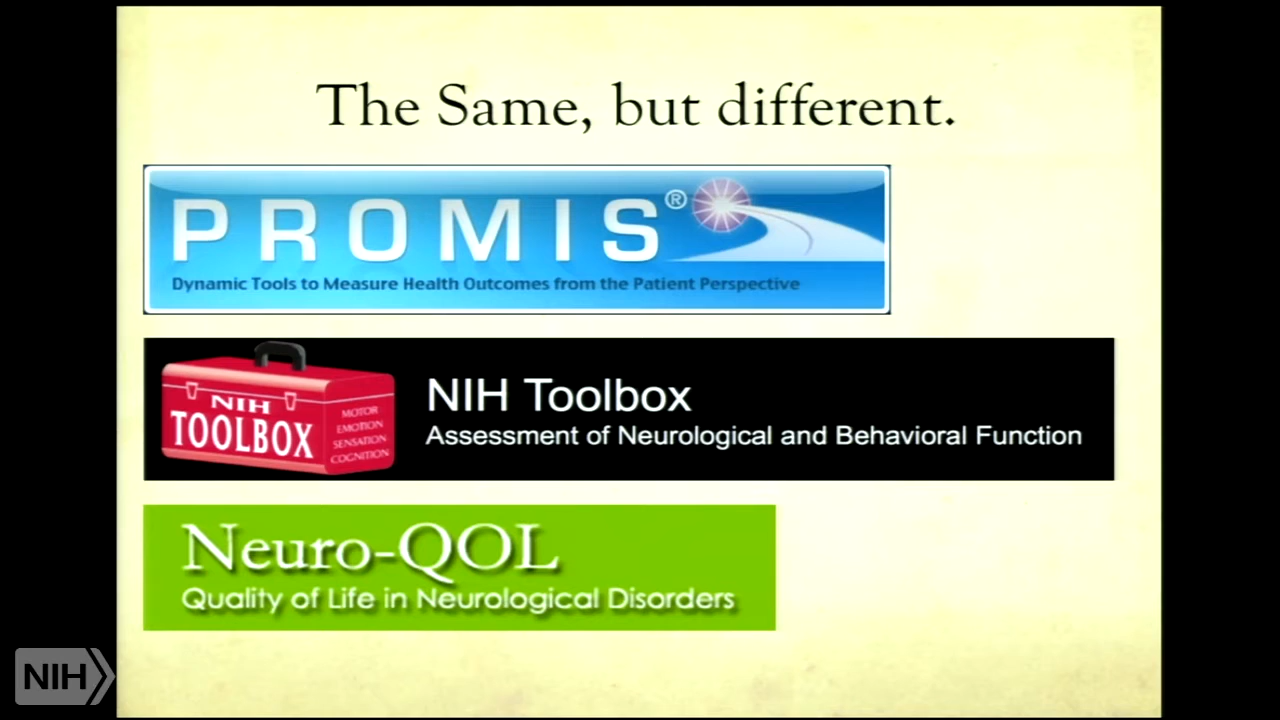 The Same, but different.
PROMIS®
Dynamic Tools to Measure Health Outcomes from the Patient Perspective
NIH
TOOLBOX
MOTOR
EMOTION
SENSATION
COGNITION
NIH Toolbox
Assessment of Neurological and Behavioral Function
Neuro-QOL
Quality of Life in Neurological Disorders
NIH